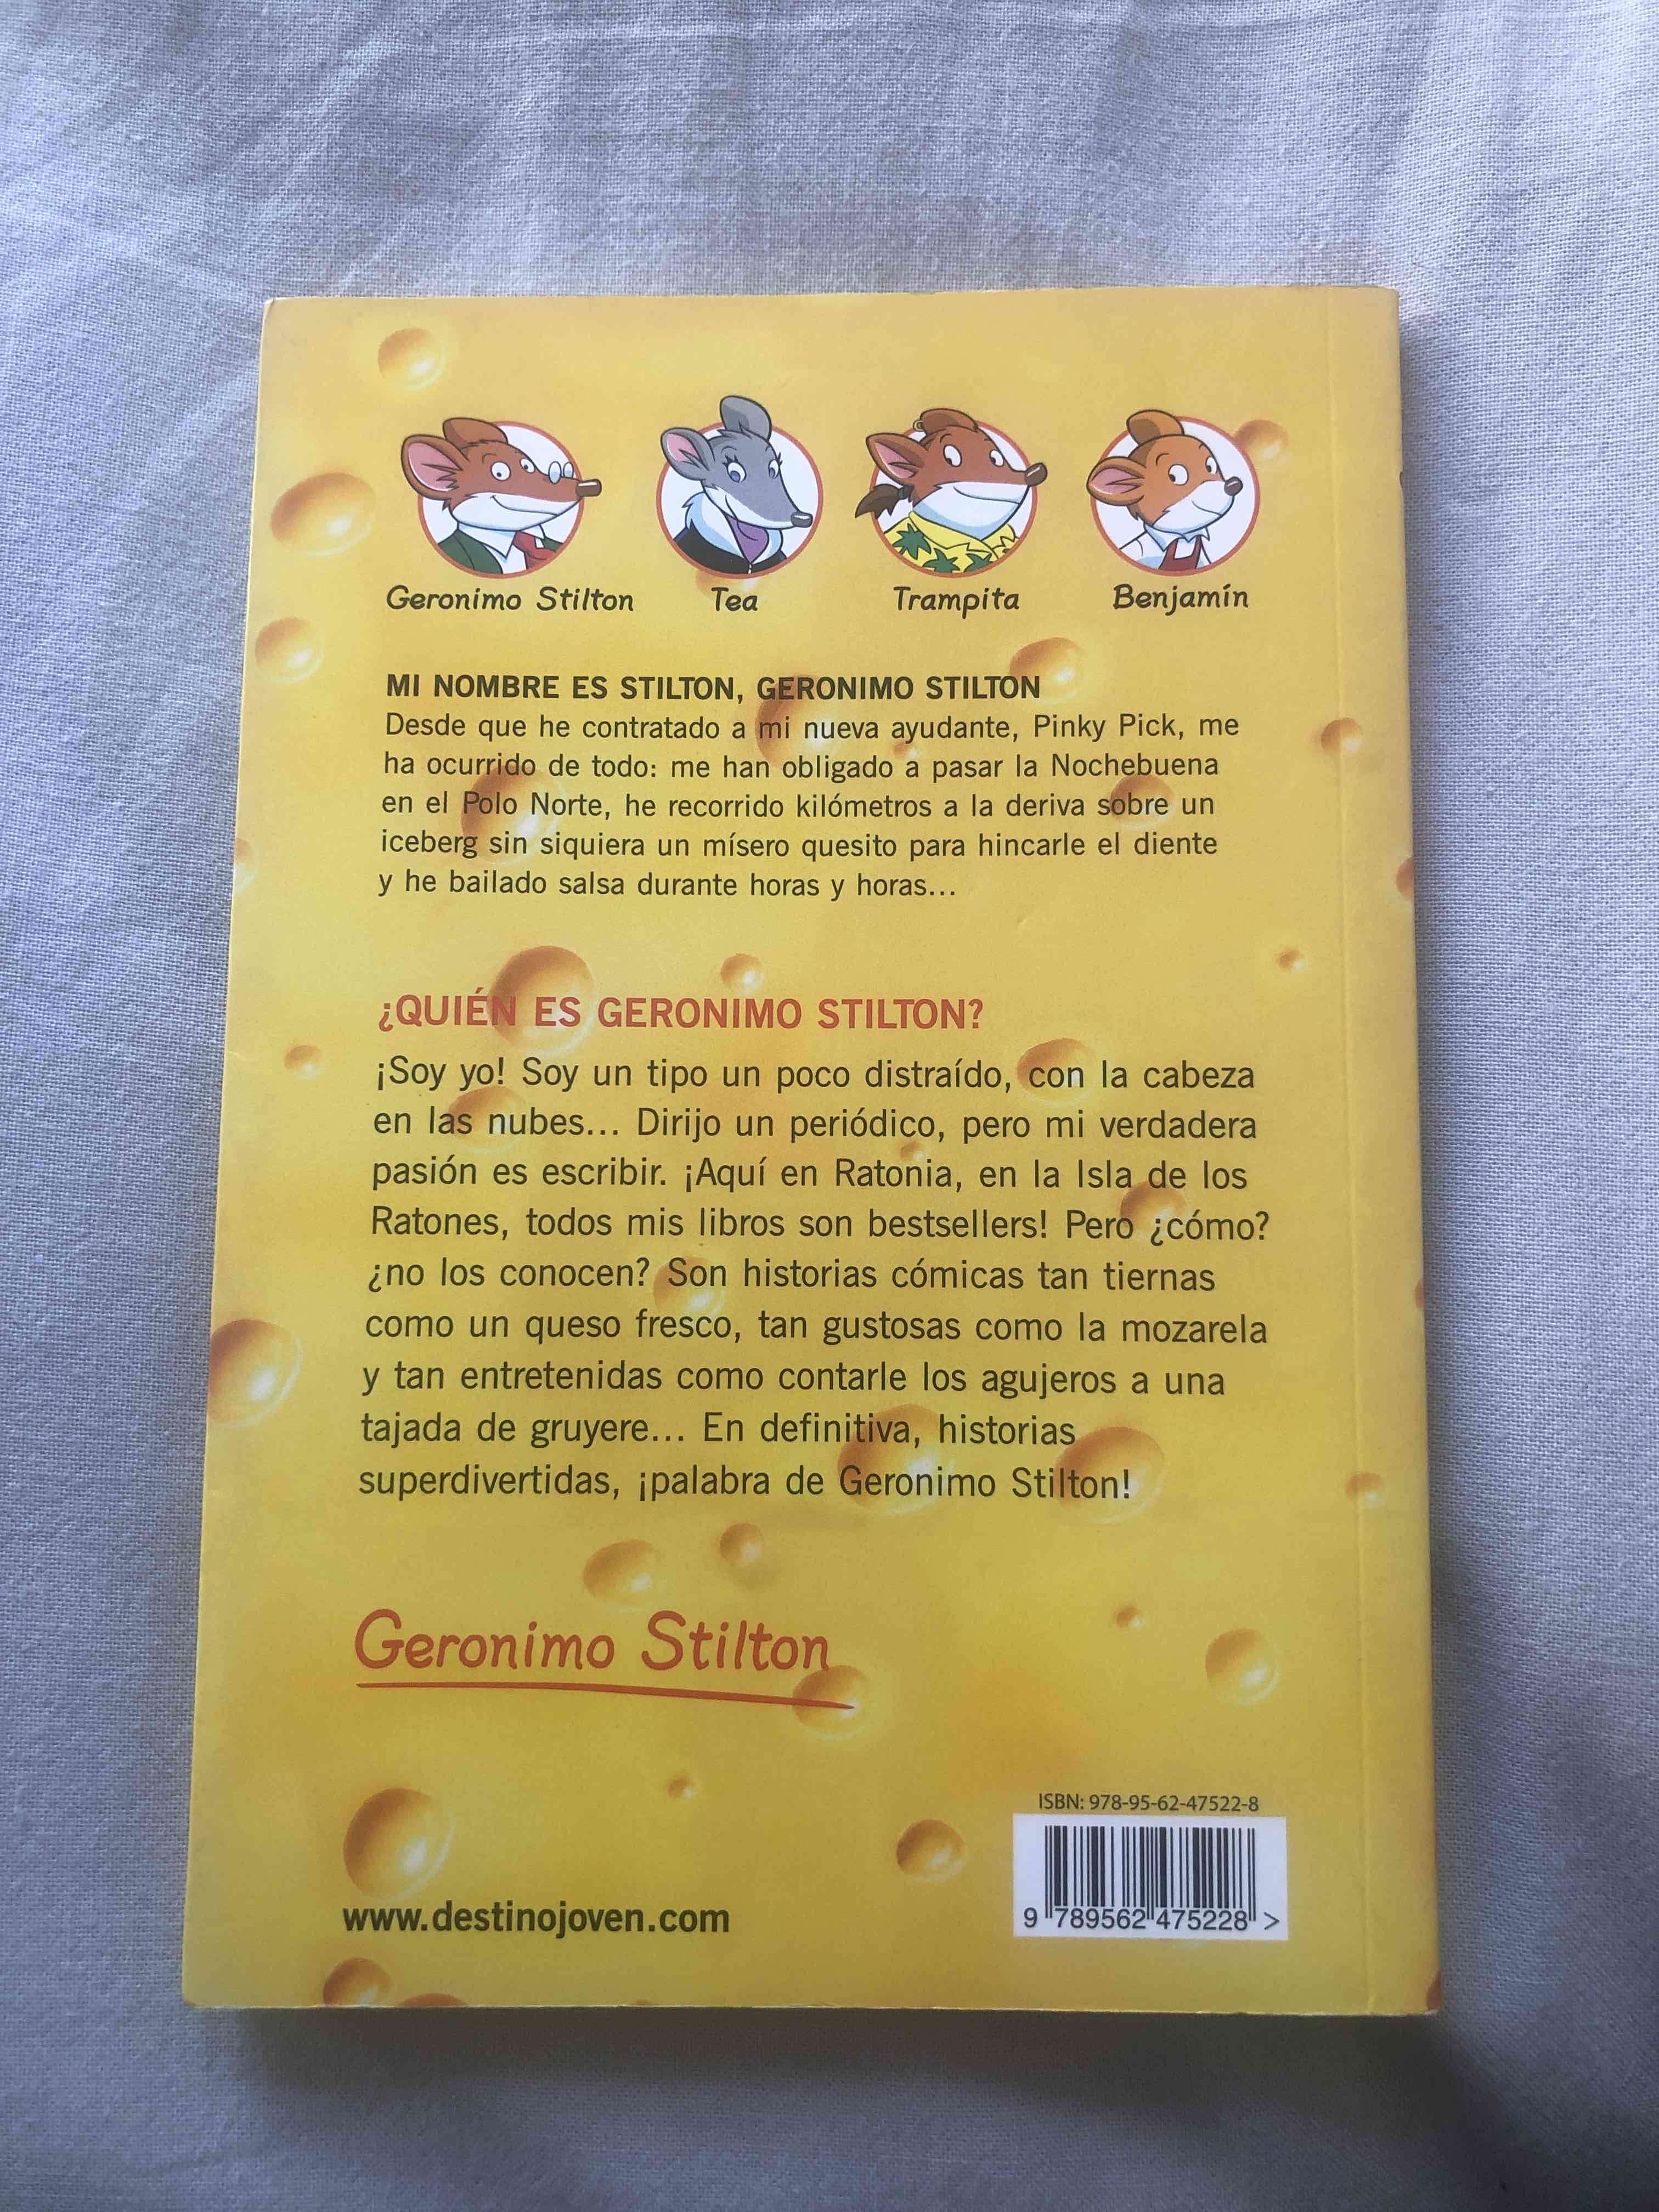 Geronimo Stilton Tea Trampita Benjamín
MI NOMBRE ES STILTON, GERONIMO STILTON
Desde que he contratado a mi nueva ayudante, Pinky Pick, me
ha ocurrido de todo: me han obligado a pasar la Nochebuena
en el Polo Norte, he recorrido kilómetros a la deriva sobre un
iceberg sin siquiera un mísero quesito para hincarle el diente
y he bailado salsa durante horas y horas...
¿QUIÉN ES GERONIMO STILTON?
¡Soy yo! Soy un tipo un poco distraído, con la cabeza
en las nubes... Dirijo un periódico, pero mi verdadera
pasión es escribir. ¡Aquí en Ratonia, en la Isla de los
Ratones, todos mis libros son bestsellers! Pero ¿cómo?
¿no los conocen? Son historias cómicas tan tiernas
como un queso fresco, tan gustosas como la mozarela
y tan entretenidas como contarle los agujeros a una
tajada de gruyere... En definitiva, historias
superdivertidas, ¡palabra de Geronimo Stilton!
Geronimo Stilton
ISBN: 978-95-62-47522-8
9 789562 475228 >
www.destinojoven.com